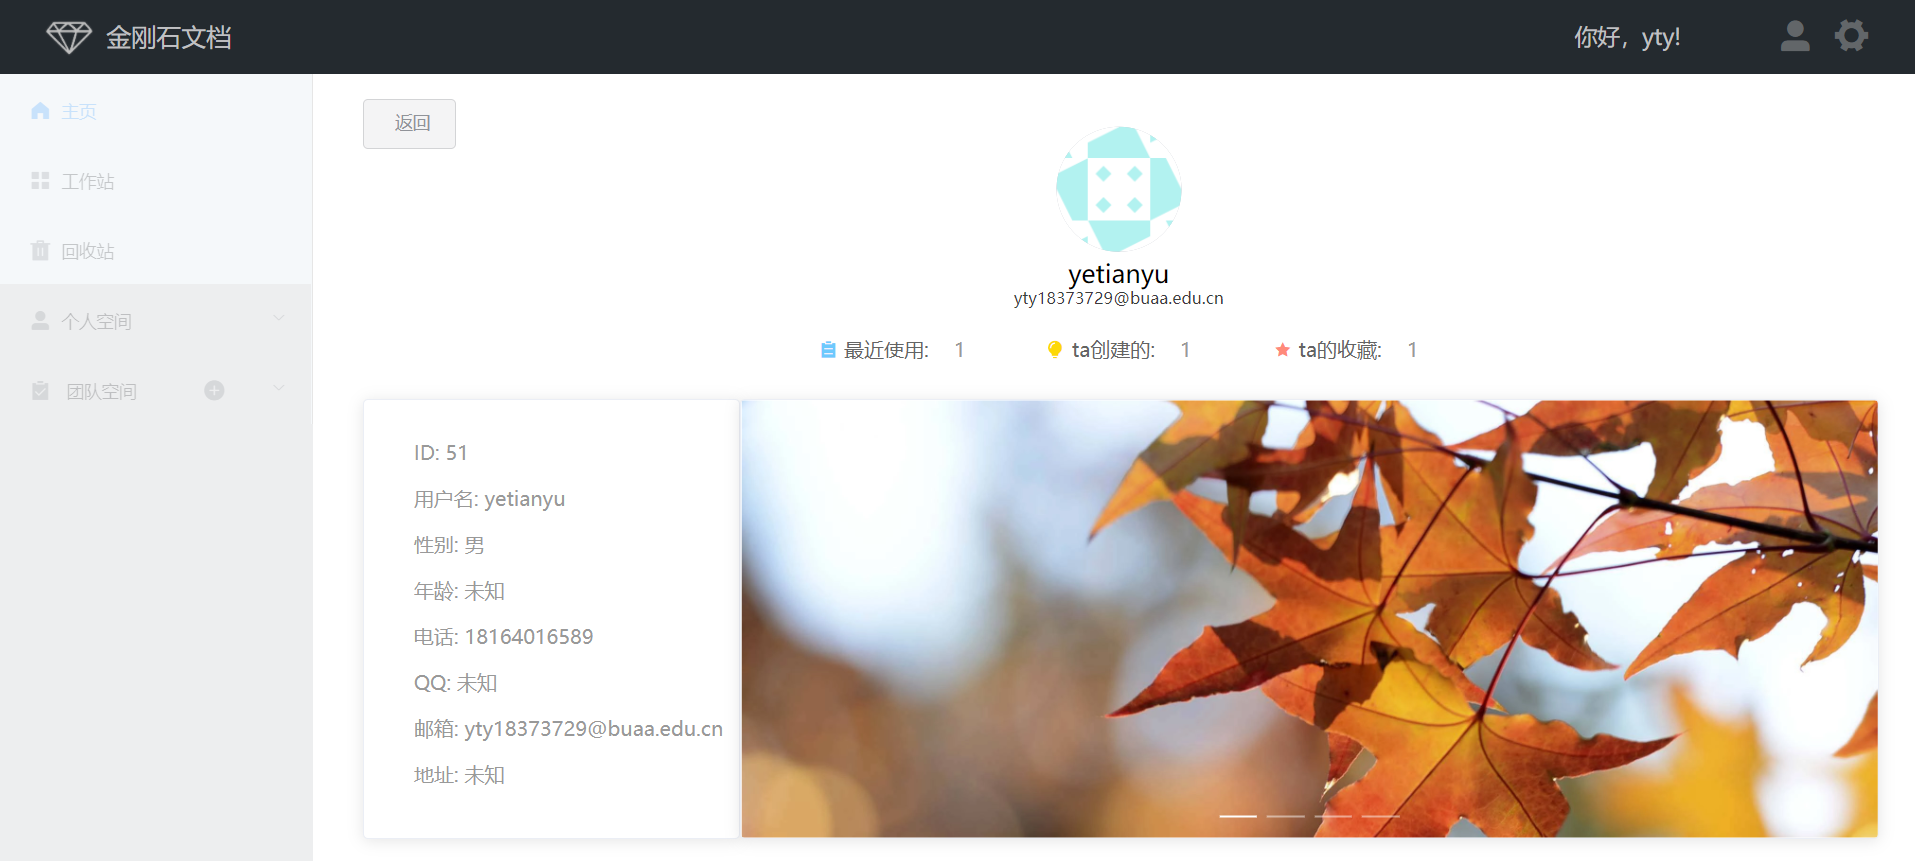 金刚石文档
你好，yty!
主页
工作站
回收站
个人空间
团队空间
返回
yetianyu
yty18373729@buaa.edu.cn
最近使用: 1 ta创建的: 1 ta的收藏: 1
ID: 51
用户名: yetianyu
性别: 男
年龄: 未知
电话: 18164016589
QQ: 未知
邮箱: yty18373729@buaa.edu.cn
地址: 未知